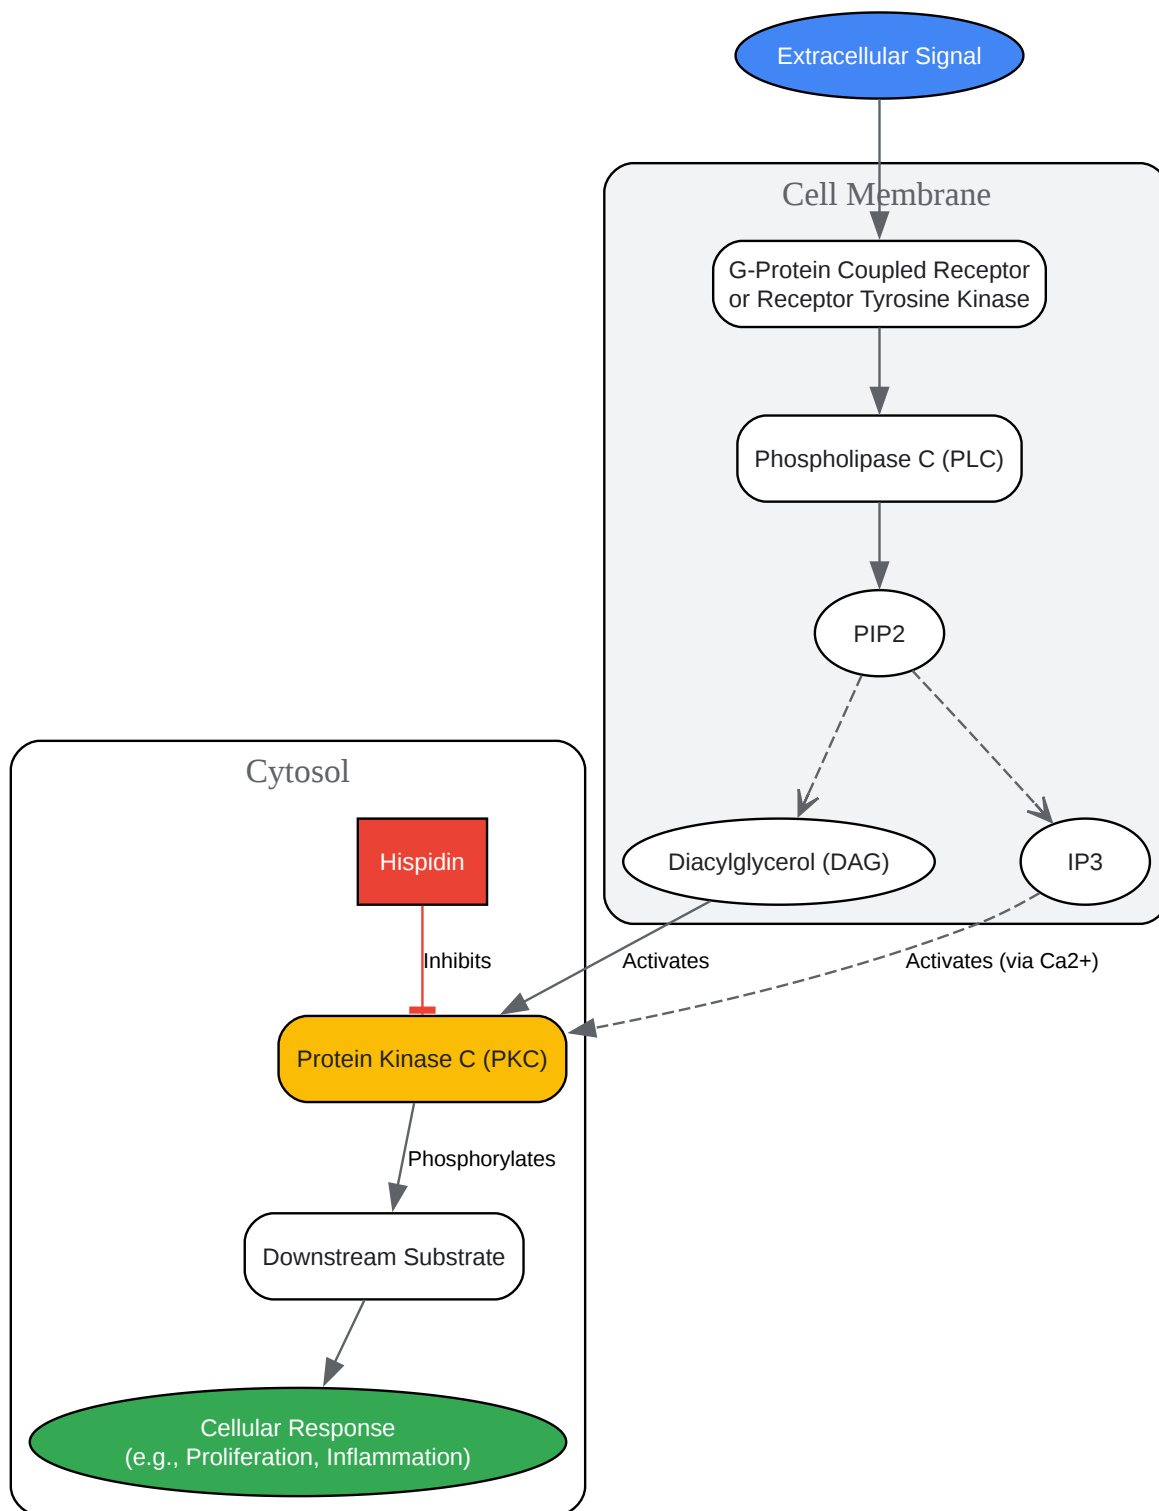 Extracellular Signal
Cell Membrane
G-Protein Coupled Receptor
or Receptor Tyrosine Kinase
Phospholipase C (PLC)
PIP2
Cytosol
Hispidin
Diacylglycerol (DAG)
IP3
Inhibits
Activates
Activates (via Ca2+)
Protein Kinase C (PKC)
Phosphorylates
Downstream Substrate
Cellular Response
(e.g., Proliferation, Inflammation)